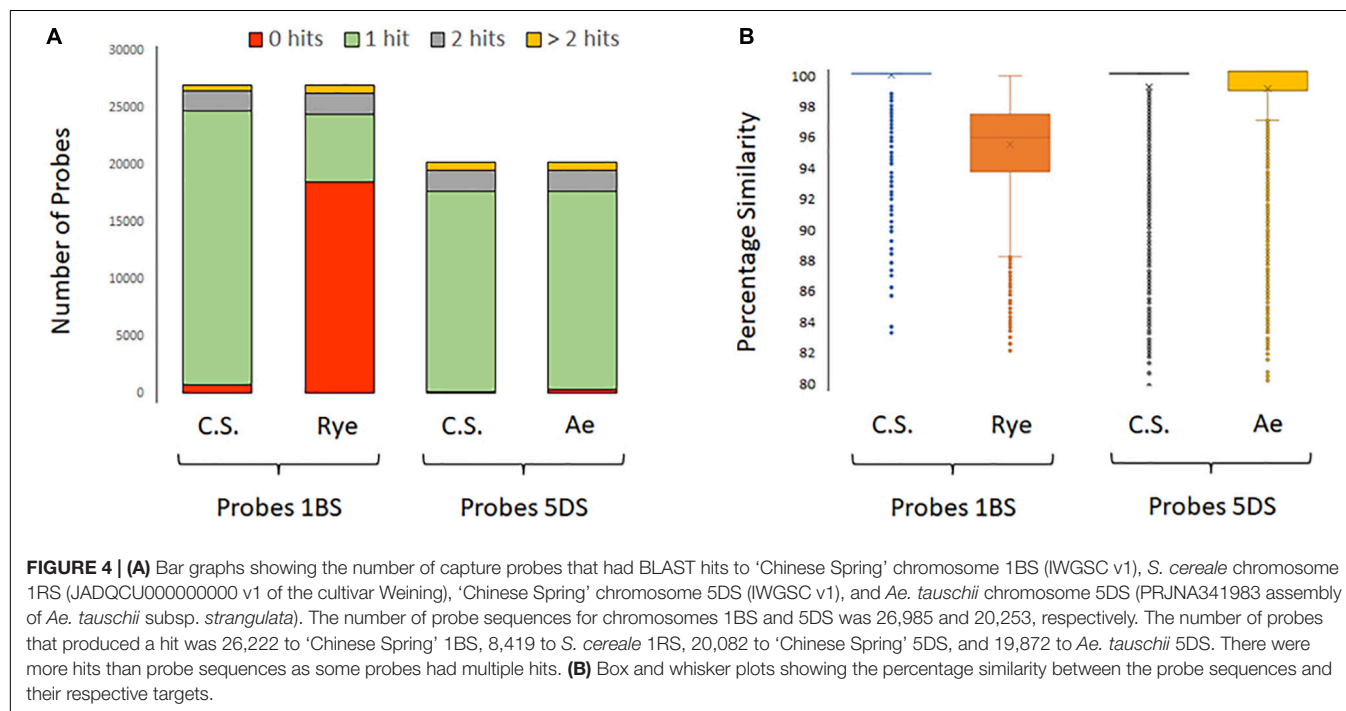 A
B
0 hits 1 hit 2 hits > 2 hits
30000
25000
20000
15000
10000
5000
0
Number of Probes
C.S. Rye C.S. Ae
Probes 1BS Probes 5DS
100
98
96
94
92
90
88
86
84
82
80
Percentage Similarity
C.S. Rye C.S. Ae
Probes 1BS Probes 5DS
FIGURE 4 | (A) Bar graphs showing the number of capture probes that had BLAST hits to ‘Chinese Spring’ chromosome 1BS (IWGSC v1), S. cereale chromosome
1RS (JADQCU000000000 v1 of the cultivar Weining), ‘Chinese Spring’ chromosome 5DS (IWGSC v1), and Ae. tauschii chromosome 5DS (PRJNA341983 assembly
of Ae. tauschii subsp. strangulata). The number of probe sequences for chromosomes 1BS and 5DS was 26,985 and 20,253, respectively. The number of probes
that produced a hit was 26,222 to ‘Chinese Spring’ 1BS, 8,419 to S. cereale 1RS, 20,082 to ‘Chinese Spring’ 5DS, and 19,872 to Ae. tauschii 5DS. There were
more hits than probe sequences as some probes had multiple hits. (B) Box and whisker plots showing the percentage similarity between the probe sequences and
their respective targets.